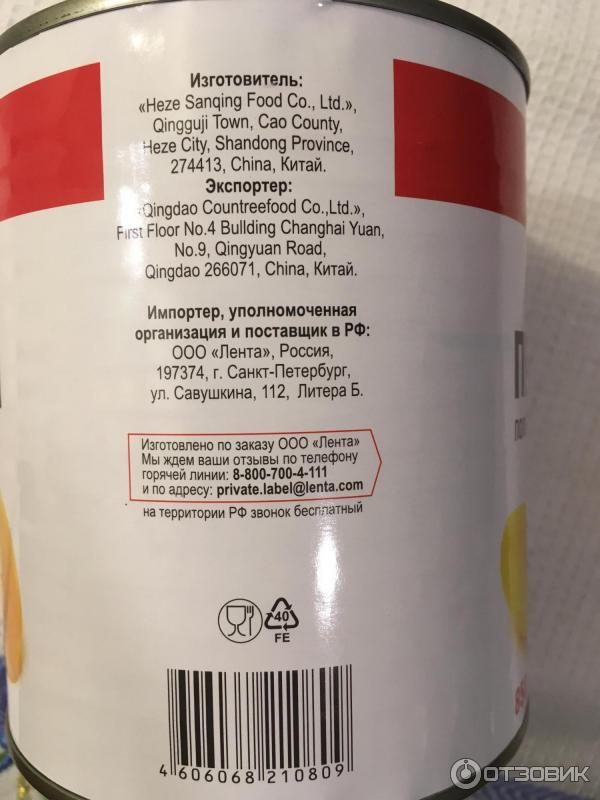 Изготовитель:
«Heze Sanqing Food Co., Ltd.»,
Qingguji Town, Cao County,
Heze City, Shandong Province,
274413, China, Китай.
Экспортер:
«Qingdao Countreefood Co.,Ltd.»,
First Floor No.4 Bullding Changhai Yuan,
No.9, Qingyuan Road,
Qingdao 266071, China, Китай.
Импортер, уполномоченная
организация и поставщик в РФ:
ООО «Лента», Россия,
197374, г. Санкт-Петербург,
ул. Савушкина, 112, Литера Б.
Изготовлено по заказу ООО «Лента»
Мы ждем ваши отзывы по телефону
горячей линии: 8-800-700-4-111
и по адресу: private.label@lenta.com
на территории РФ звонок бесплатный
40
FE
4 606068 210809
ОТЗОВИК